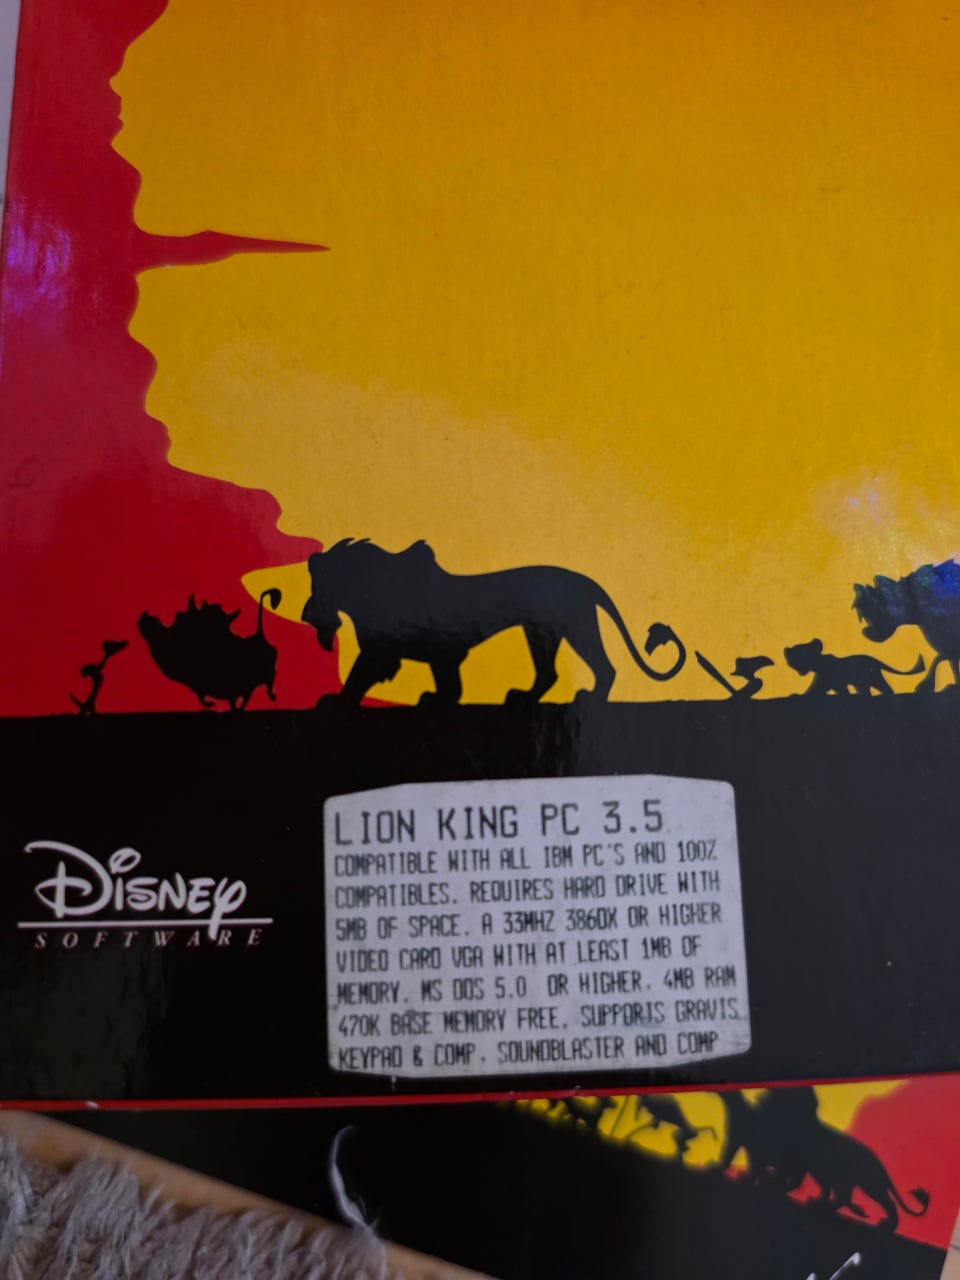 LION KING PC 3.5
COMPATIBLE WITH ALL IBM PC'S AND 100%
COMPATIBLES. REQUIRES HARD DRIVE WITH
5MB OF SPACE. A 33MHZ 386DX OR HIGHER
VIDEO CARD VGA WITH AT LEAST 1MB OF
MEMORY. MS DOS 5.0 OR HIGHER. 4MB RAM
470K BASE MEMORY FREE. SUPPORTS GRAVIS
KEYPAD & COMP. SOUNDBLASTER AND COMP
Disney
SOFTWARE